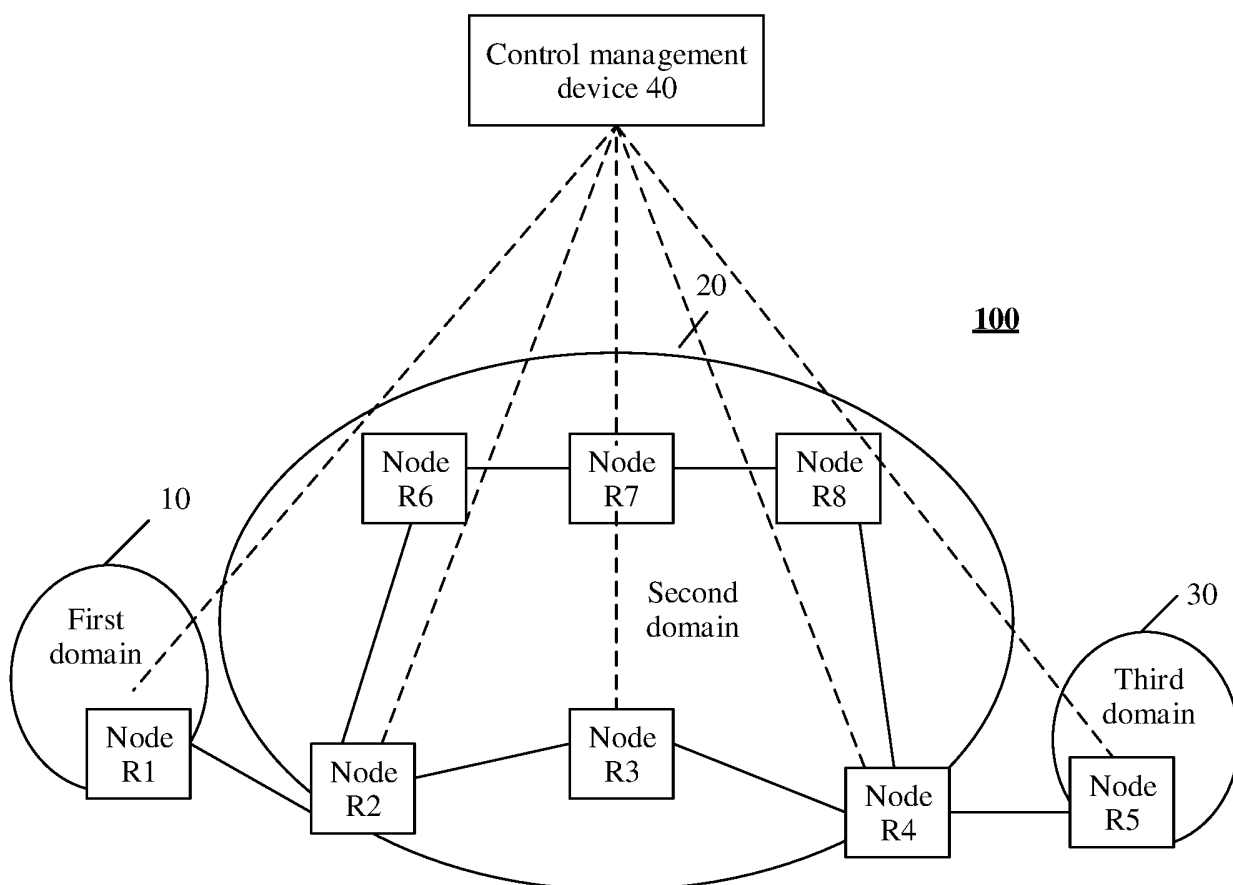 Control management
device 40
20
100
Node
R6
Node
R7
Node
R8
10
First
domain
Second
domain
30
Third
domain
Node
R1
Node
R2
Node
R3
Node
R4
Node
R5